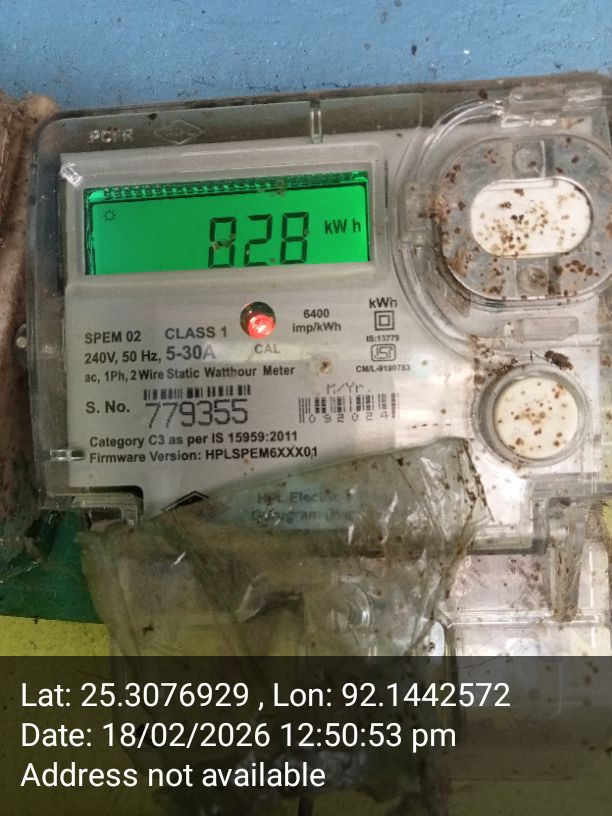 828 kWh
6400
imp/kWh
kWh
IS:13779
CM/L-9190783
SPEM 02 CLASS 1
240V, 50 Hz, 5-30A CAL
ac, 1Ph, 2 Wire Static Watthour Meter
M/Yr.
S. No. 779355
092024
Category C3 as per IS 15959:2011
Firmware Version: HPLSPEM6XXX01
HPL Electric
Gurugram
Lat: 25.3076929 , Lon: 92.1442572
Date: 18/02/2026 12:50:53 pm
Address not available